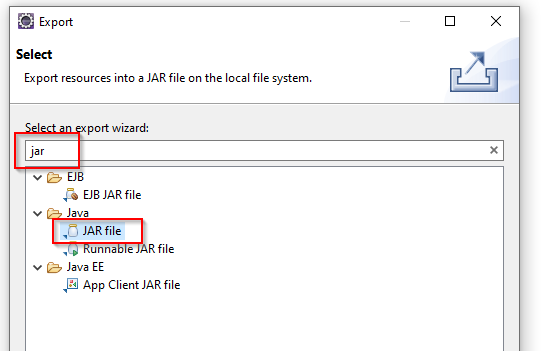 Export
Select
Export resources into a JAR file on the local file system.
Select an export wizard:
jar
EJB
EJB JAR file
Java
JAR file
Runnable JAR file
Java EE
App Client JAR file